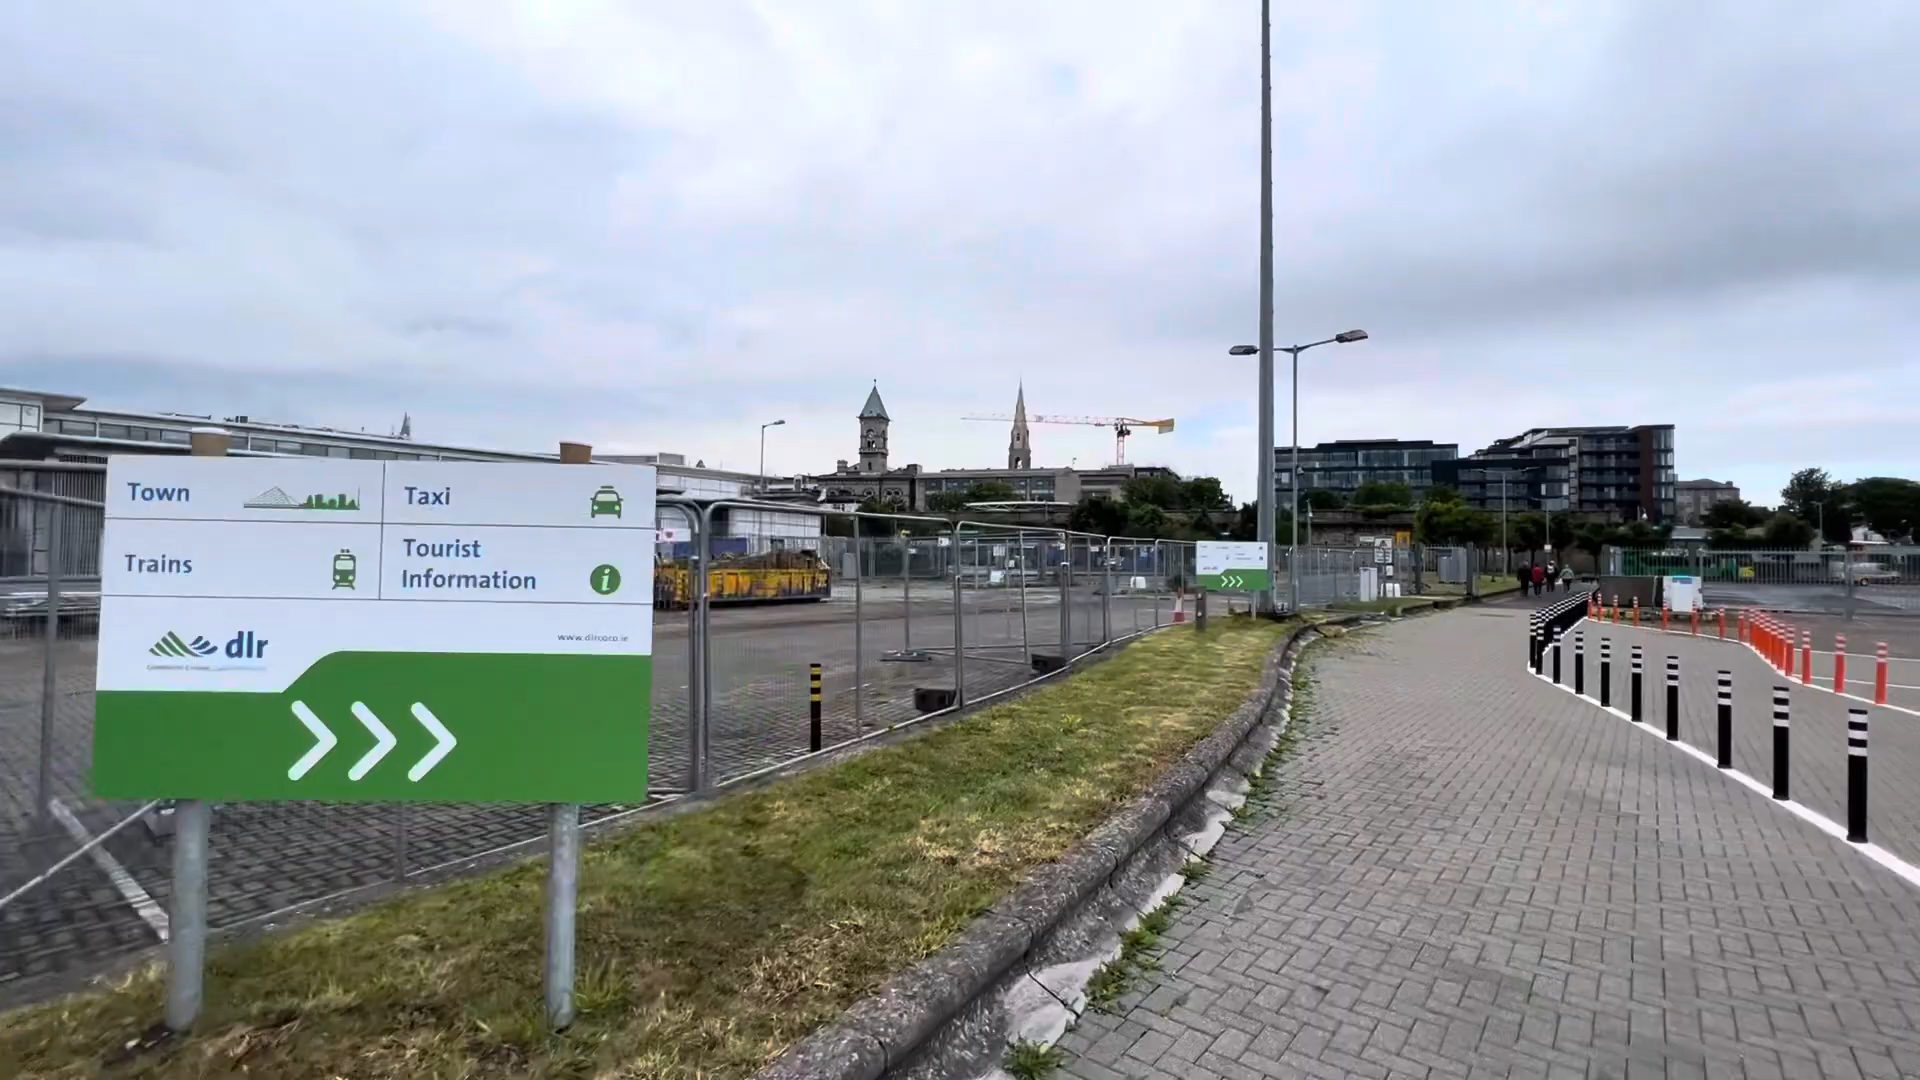 Town
Taxi
Trains
Tourist
Information
dlr
www.dlrcoco.ie